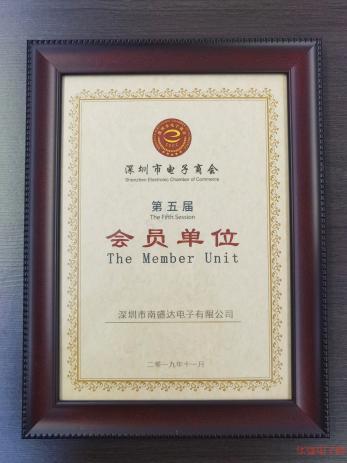 深圳市电子商会
Shenzhen Electronic Chamber of Commerce
第五届
The Fifth Session
会员单位
The Member Unit
深圳市南德达电子有限公司
二零一九年十一月